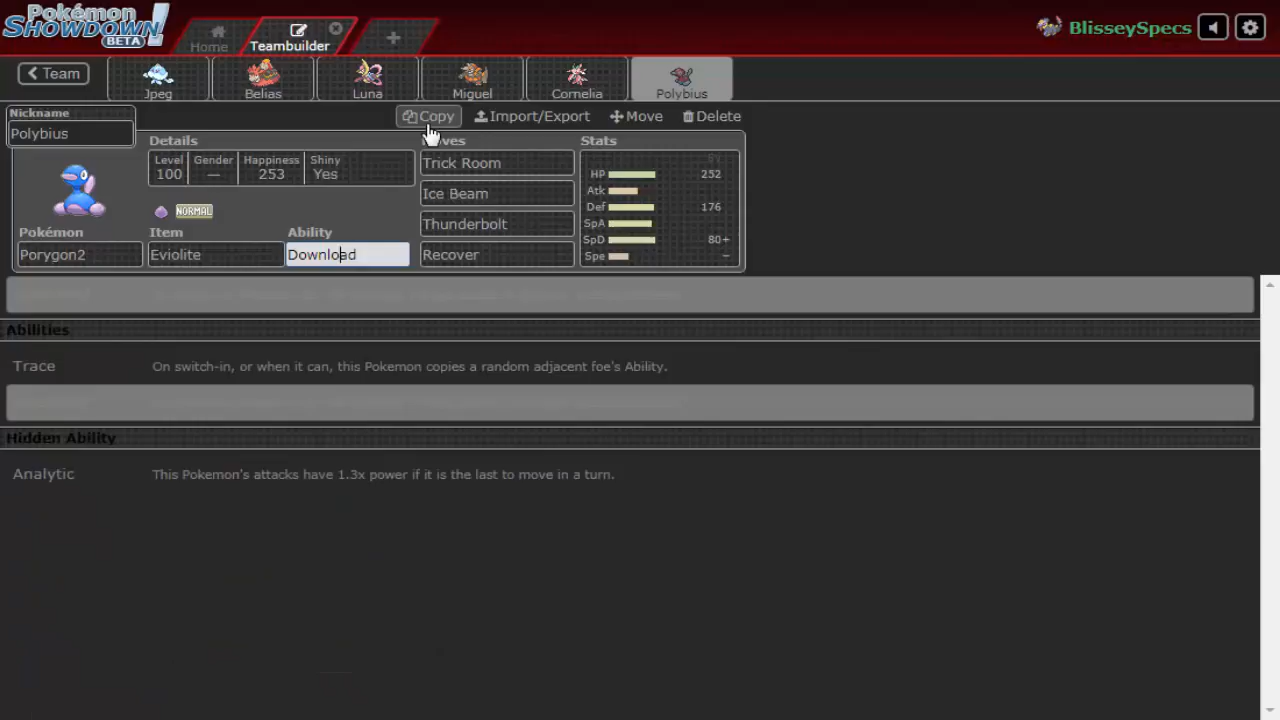 Pokémon
SHOWDOWN!
BETA
Home
Teambuilder
BlisseySpecs
Team
Jpeg
Belias
Luna
Miguel
Cornelia
Polybius
Nickname
Polybius
Copy
Import/Export
Move
Delete
Details
Moves
Stats
Level
100
Gender
—
Happiness
253
Shiny
Yes
NORMAL
Pokémon
Porygon2
Item
Eviolite
Ability
Download
Trick Room
Ice Beam
Thunderbolt
Recover
EV
HP 252
Atk
Def 176
SpA
SpD 80+
Spe −
Abilities
Trace On switch-in, or when it can, this Pokemon copies a random adjacent foe's Ability.
Hidden Ability
Analytic This Pokemon's attacks have 1.3x power if it is the last to move in a turn.